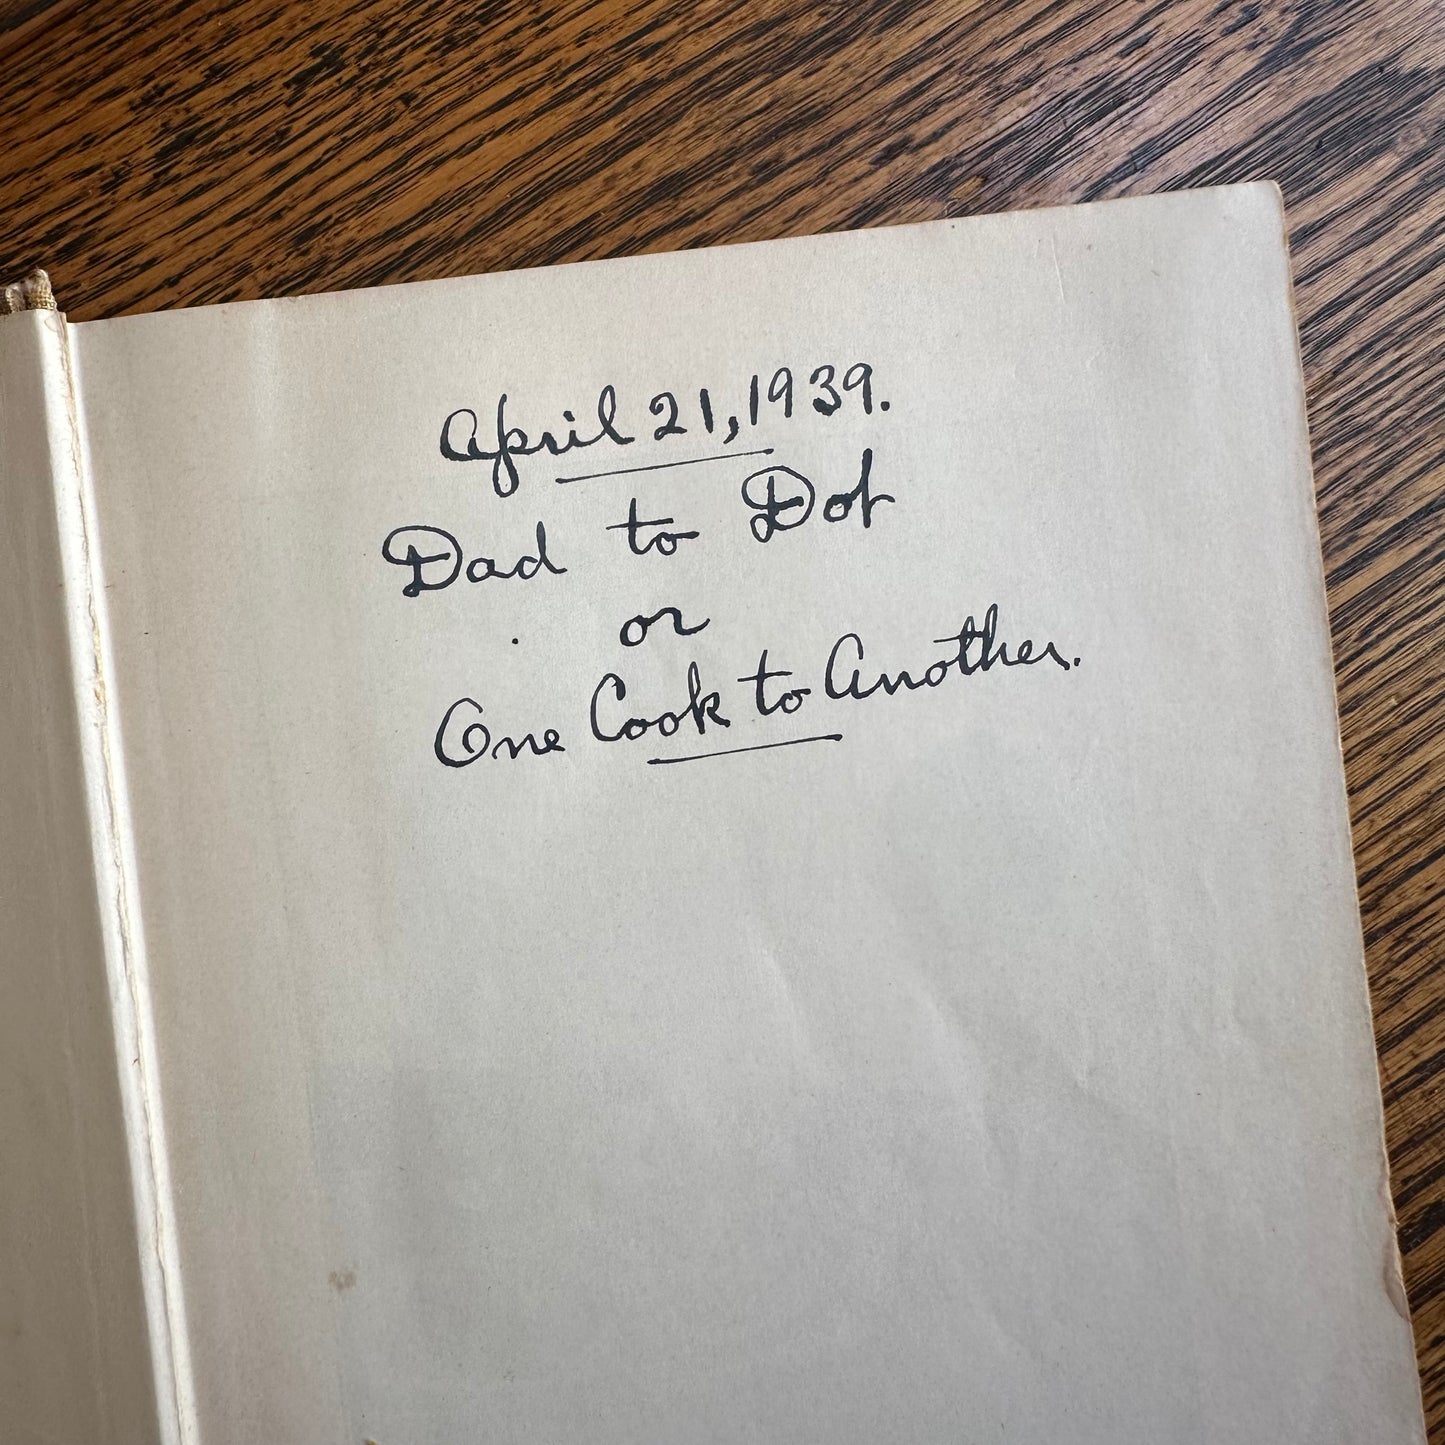 April 21, 1939.
Dad to Dot
or
One Cook to Another.